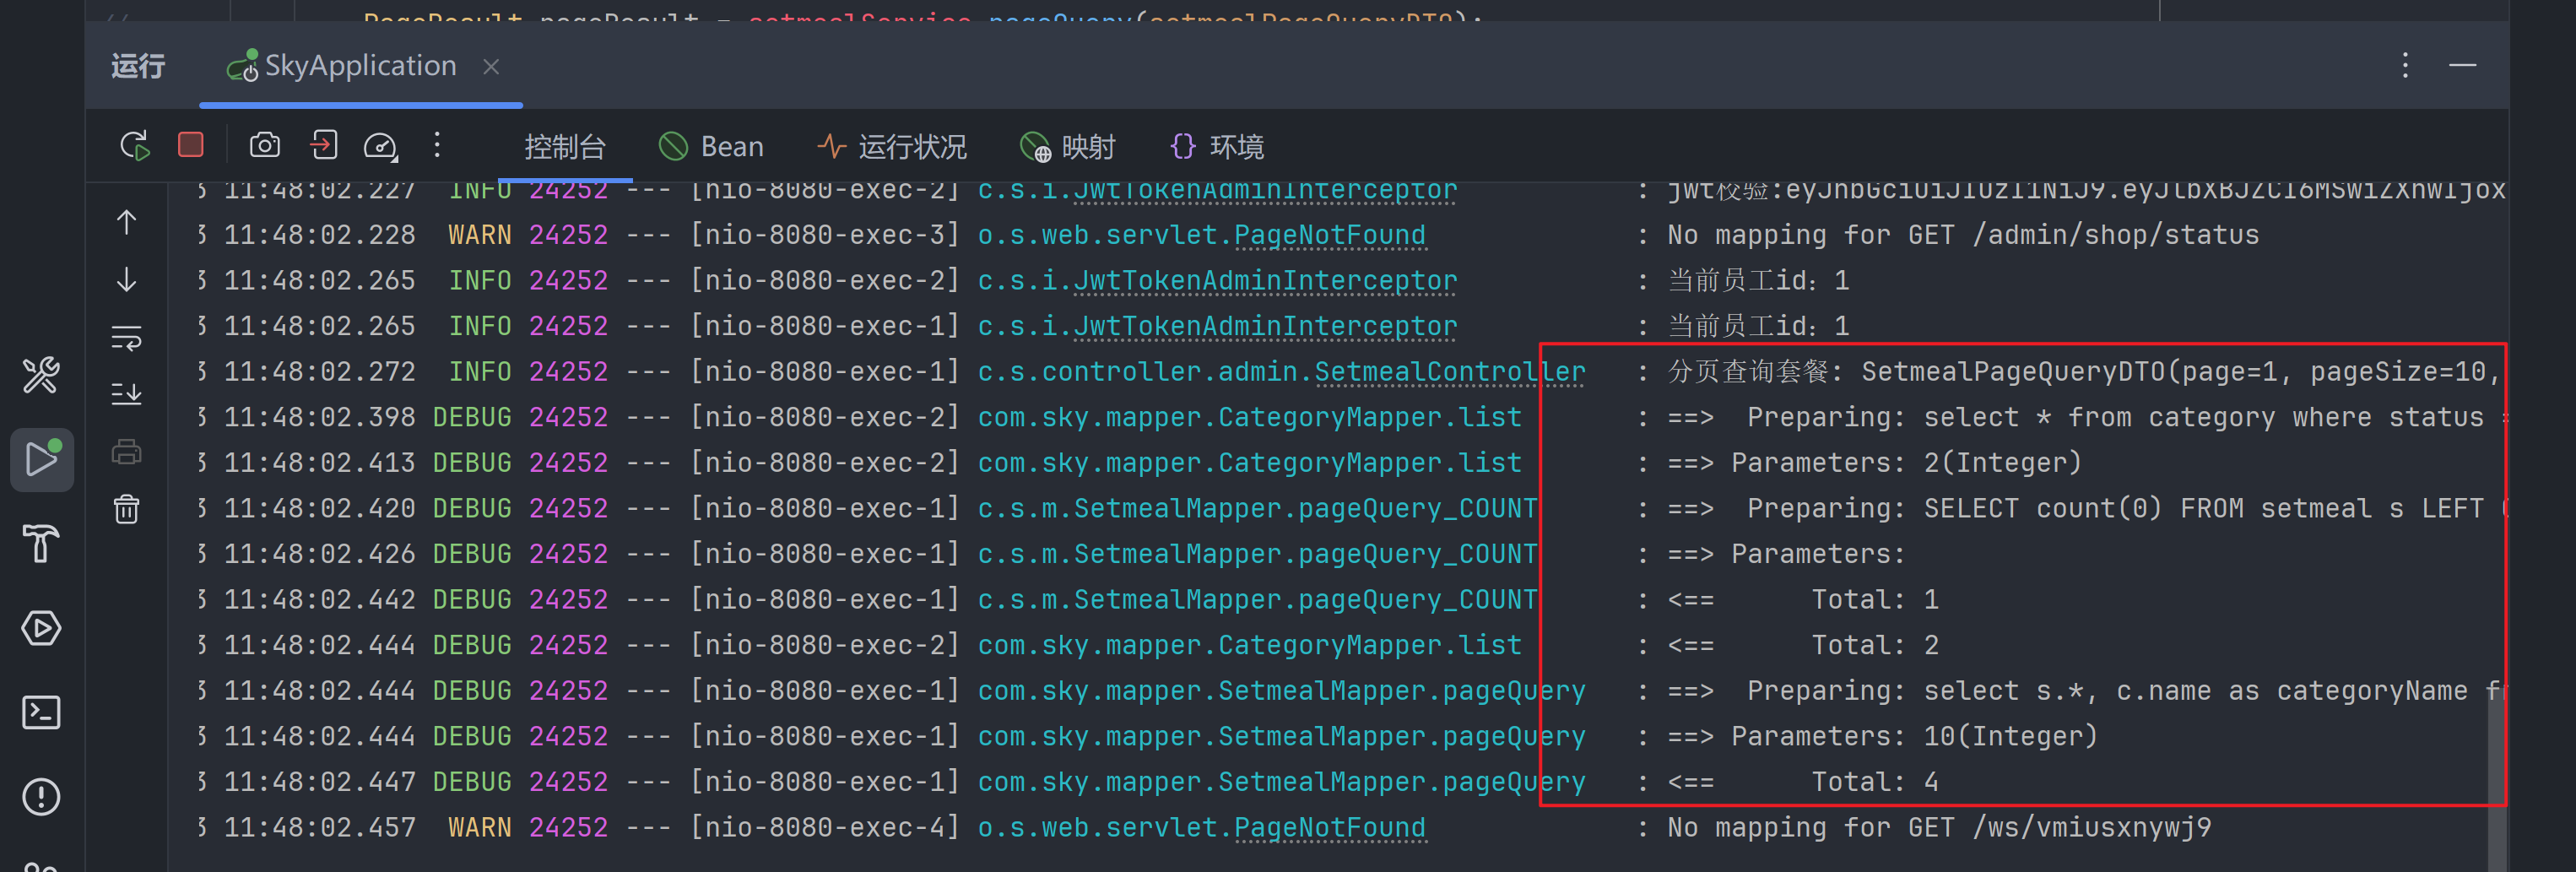 // PageResult pageResult = setmealService.pageQuery(setmealPageQueryDTO);
运行 SkyApplication
控制台 Bean 运行状况 映射 环境
3 11:48:02.227 INFO 24252 --- [nio-8080-exec-2] c.s.i.JwtTokenAdminInterceptor : jwt校验:
3 11:48:02.228 WARN 24252 --- [nio-8080-exec-3] o.s.web.servlet.PageNotFound : No mapping for GET /admin/shop/status
3 11:48:02.265 INFO 24252 --- [nio-8080-exec-2] c.s.i.JwtTokenAdminInterceptor : 当前员工id：1
3 11:48:02.265 INFO 24252 --- [nio-8080-exec-1] c.s.i.JwtTokenAdminInterceptor : 当前员工id：1
3 11:48:02.272 INFO 24252 --- [nio-8080-exec-1] c.s.controller.admin.SetmealController : 分页查询套餐：SetmealPageQueryDTO(page=1, pageSize=10,
3 11:48:02.398 DEBUG 24252 --- [nio-8080-exec-2] com.sky.mapper.CategoryMapper.list : ==>  Preparing: select * from category where status =
3 11:48:02.413 DEBUG 24252 --- [nio-8080-exec-2] com.sky.mapper.CategoryMapper.list : ==> Parameters: 2(Integer)
3 11:48:02.420 DEBUG 24252 --- [nio-8080-exec-1] c.s.m.SetmealMapper.pageQuery_COUNT : ==>  Preparing: SELECT count(0) FROM setmeal s LEFT
3 11:48:02.426 DEBUG 24252 --- [nio-8080-exec-1] c.s.m.SetmealMapper.pageQuery_COUNT : ==> Parameters:
3 11:48:02.442 DEBUG 24252 --- [nio-8080-exec-1] c.s.m.SetmealMapper.pageQuery_COUNT : <==      Total: 1
3 11:48:02.444 DEBUG 24252 --- [nio-8080-exec-2] com.sky.mapper.CategoryMapper.list : <==      Total: 2
3 11:48:02.444 DEBUG 24252 --- [nio-8080-exec-1] com.sky.mapper.SetmealMapper.pageQuery : ==>  Preparing: select s.*, c.name as categoryName
3 11:48:02.444 DEBUG 24252 --- [nio-8080-exec-1] com.sky.mapper.SetmealMapper.pageQuery : ==> Parameters: 10(Integer)
3 11:48:02.447 DEBUG 24252 --- [nio-8080-exec-1] com.sky.mapper.SetmealMapper.pageQuery : <==      Total: 4
3 11:48:02.457 WARN 24252 --- [nio-8080-exec-4] o.s.web.servlet.PageNotFound : No mapping for GET /ws/vmiusxnywj9